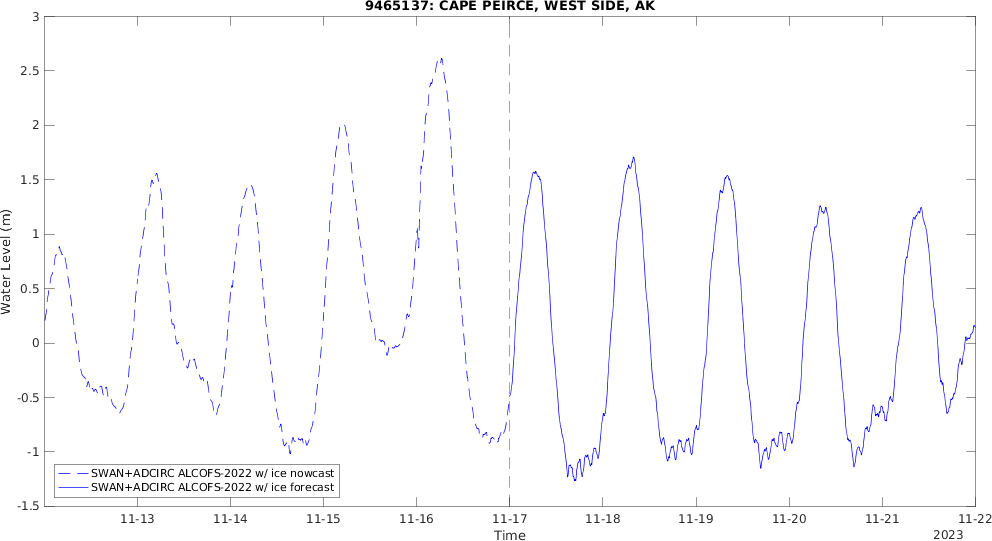 9465137: CAPE PEIRCE, WEST SIDE, AK
Water Level (m)
3
2.5
2
1.5
1
0.5
0
-0.5
-1
-1.5
SWAN+ADCIRC ALCOFS-2022 w/ ice nowcast
SWAN+ADCIRC ALCOFS-2022 w/ ice forecast
11-13 11-14 11-15 11-16 11-17 11-18 11-19 11-20 11-21 11-22
Time
2023